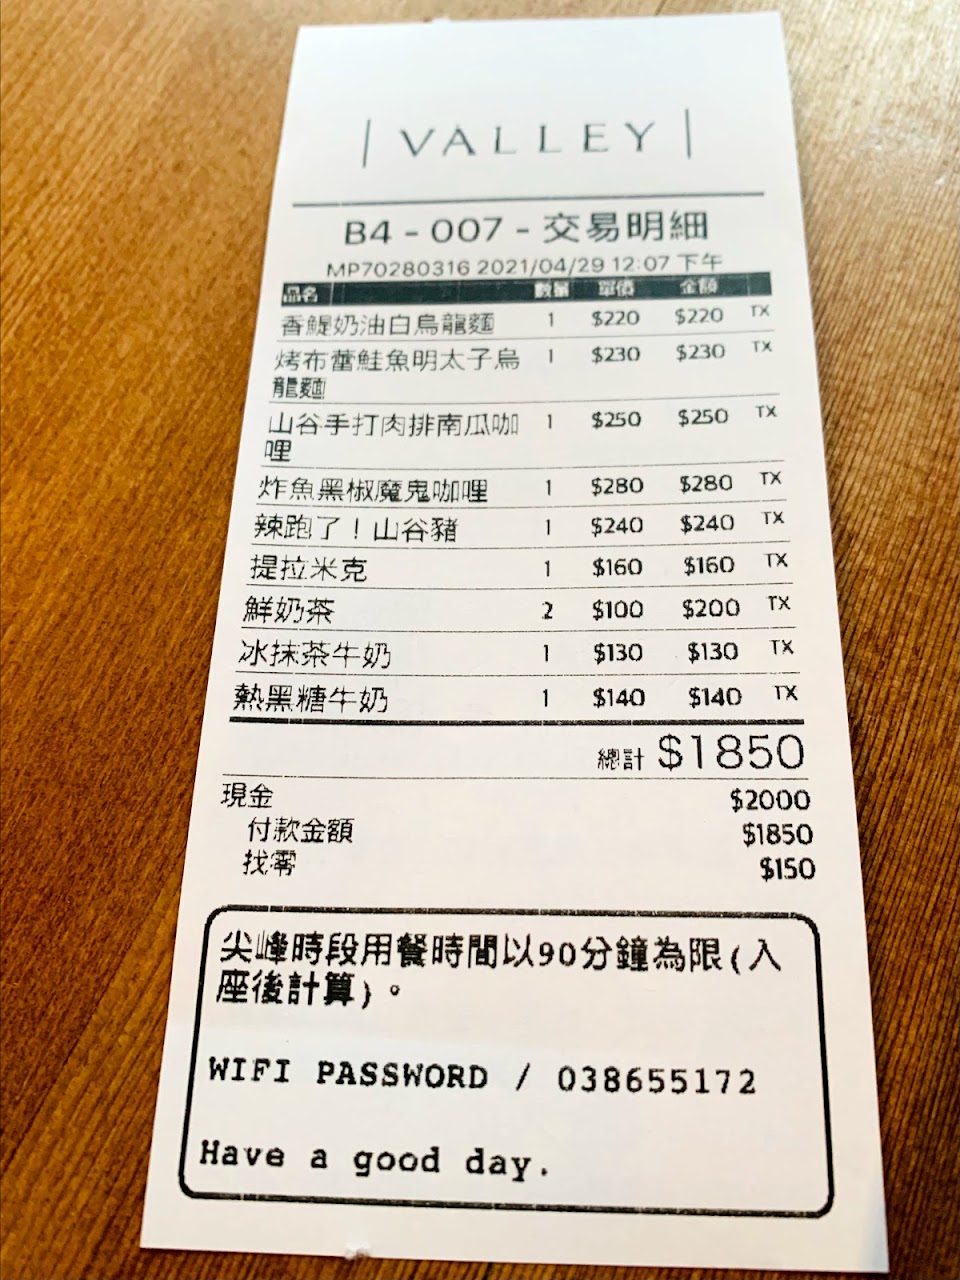 | VALLEY |
B4 - 007 - 交易明細
MP70280316 2021/04/29 12:07 下午
品名 數量 單價 金額
香鯷奶油白烏龍麵 1 $220 $220 TX
烤布蕾鮭魚明太子烏 1 $230 $230 TX
龍麵
山谷手打肉排南瓜咖 1 $250 $250 TX
哩
炸魚黑椒魔鬼咖哩 1 $280 $280 TX
辣跑了！山谷豬 1 $240 $240 TX
提拉米克 1 $160 $160 TX
鮮奶茶 2 $100 $200 TX
冰抹茶牛奶 1 $130 $130 TX
熱黑糖牛奶 1 $140 $140 TX
總計 $1850
現金 $2000
付款金額 $1850
找零 $150
尖峰時段用餐時間以90分鐘為限(入
座後計算)。
WIFI PASSWORD / 038655172
Have a good day.